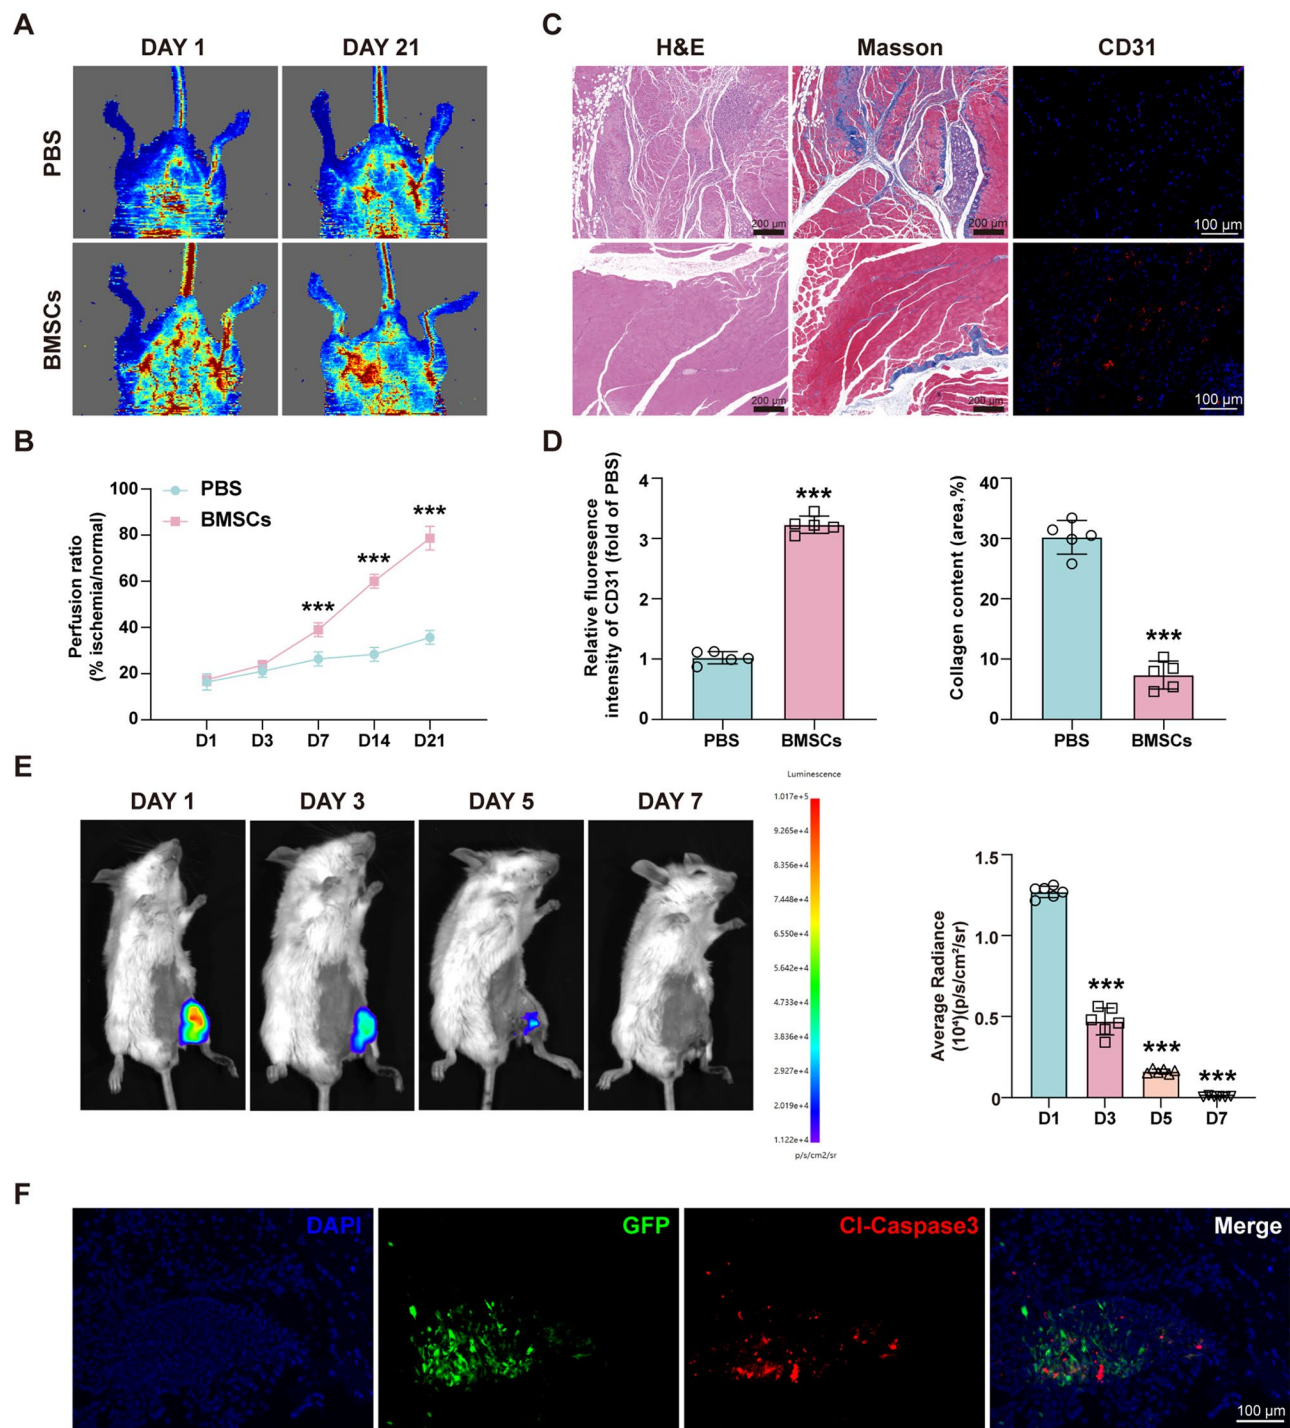 A
DAY 1
DAY 21
PBS
BMSCs
C
H&E
Masson
CD31
200 µm
200 µm
100 µm
200 µm
200 µm
100 µm
B
Perfusion ratio
(% ischemia/normal)
100
80
60
40
20
0
PBS
BMSCs
***
***
***
D1
D3
D7
D14
D21
D
Relative fluoresence
intensity of CD31 (fold of PBS)
4
3
2
1
0
***
PBS
BMSCs
Collagen content (area,%)
40
30
20
10
0
***
PBS
BMSCs
E
DAY 1
DAY 3
DAY 5
DAY 7
Luminescence
1.017e+5
9.265e+4
8.356e+4
7.448e+4
6.550e+4
5.642e+4
4.733e+4
3.836e+4
2.927e+4
2.019e+4
1.122e+4
p/s/cm2/sr
Average Radiance
(10⁴)(p/s/cm²/sr)
1.5
1.0
0.5
0
***
***
***
D1
D3
D5
D7
F
DAPI
GFP
Cl-Caspase3
Merge
100 µm